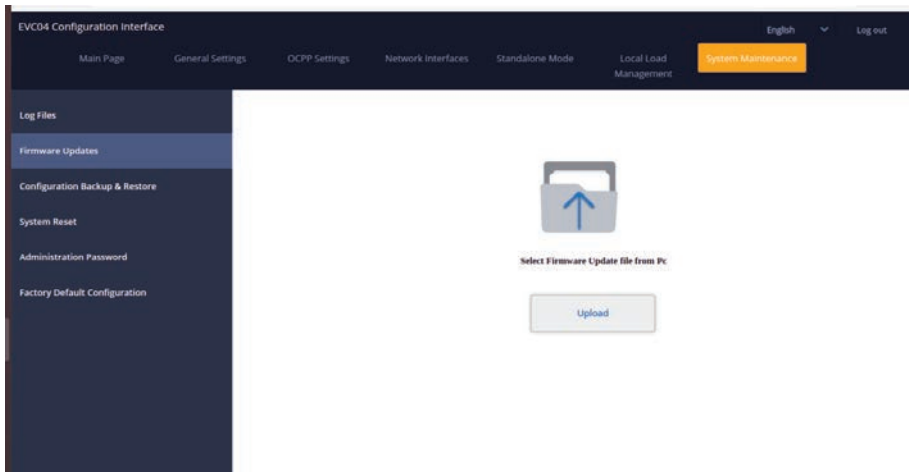 EVC04 Configuration Interface
English
Log out
Main Page
General Settings
OCPP Settings
Network Interfaces
Standalone Mode
Local Load
Management
System Maintenance
Log Files
Firmware Updates
Configuration Backup & Restore
System Reset
Administration Password
Factory Default Configuration
Select Firmware Update file from Pc
Upload